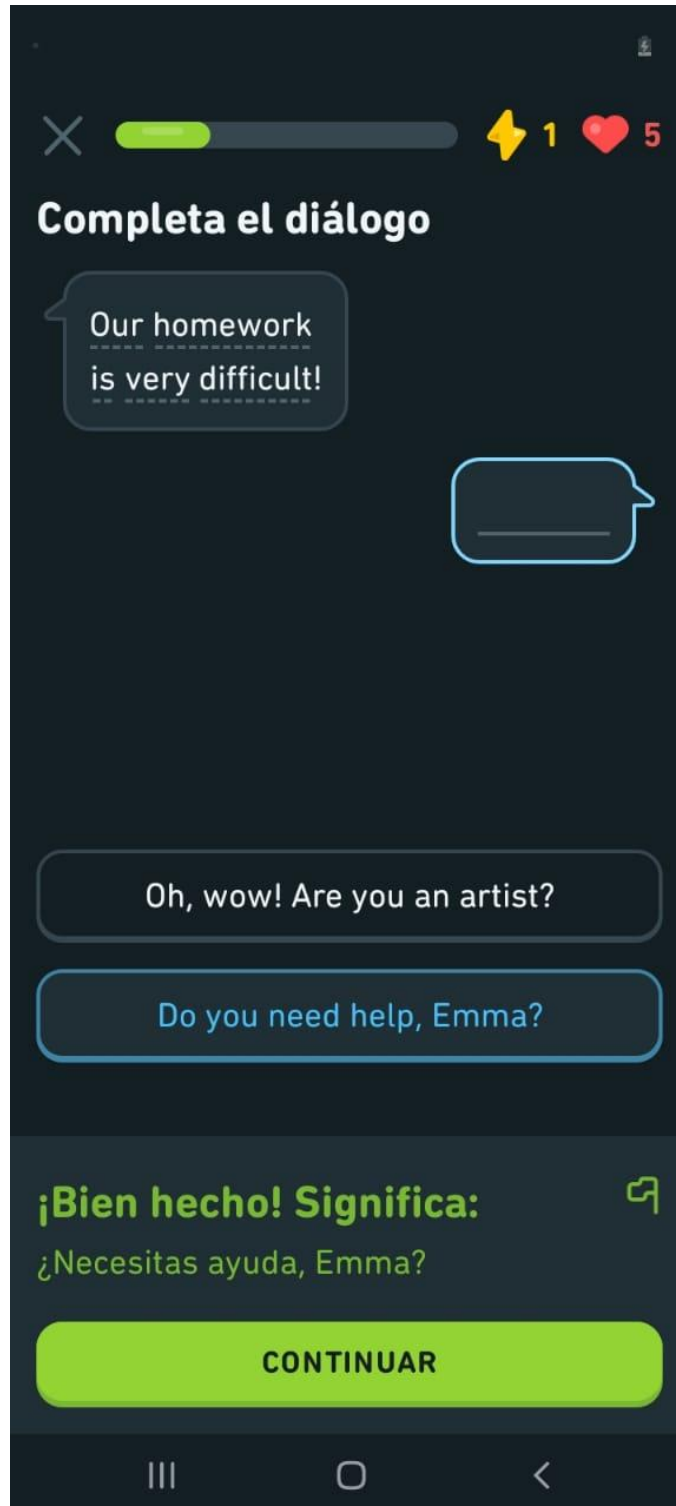 1 5
Completa el diálogo
Our homework
is very difficult!
Oh, wow! Are you an artist?
Do you need help, Emma?
¡Bien hecho! Significa:
¿Necesitas ayuda, Emma?
CONTINUAR